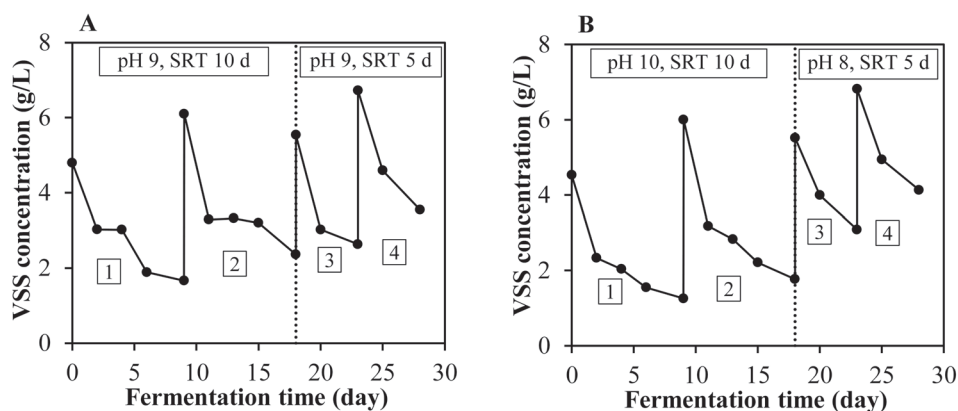 A
pH 9, SRT 10 d
pH 9, SRT 5 d
VSS concentration (g/L)
8
6
4
2
0
1
2
3
4
0 5 10 15 20 25 30
Fermentation time (day)
B
pH 10, SRT 10 d
pH 8, SRT 5 d
VSS concentration (g/L)
8
6
4
2
0
1
2
3
4
0 5 10 15 20 25 30
Fermentation time (day)